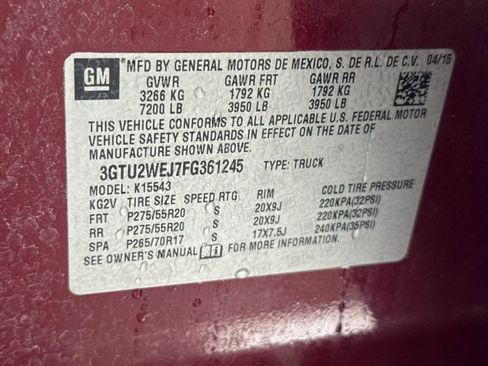 GM
*MFD BY GENERAL MOTORS DE MEXICO, S. DE R.L. DE C.V. 04/15
GVWR GAWR FRT GAWR RR
3266 KG 1792 KG 1792 KG
7200 LB 3950 LB 3950 LB
THIS VEHICLE CONFORMS TO ALL APPLICABLE U.S. FEDERAL MOTOR
VEHICLE SAFETY STANDARDS IN EFFECT ON THE DATE OF
MANUFACTURE SHOWN ABOVE.
3GTU2WEJ7FG361245 TYPE: TRUCK
MODEL: K15543
KG2V TIRE SIZE SPEED RTG RIM COLD TIRE PRESSURE
FRT P275/55R20 S 20X9J 220KPA(32PSI)
RR P275/55R20 S 20X9J 220KPA(32PSI)
SPA P265/70R17 S 17X7.5J 240KPA(35PSI)
SEE OWNER'S MANUAL FOR MORE INFORMATION.